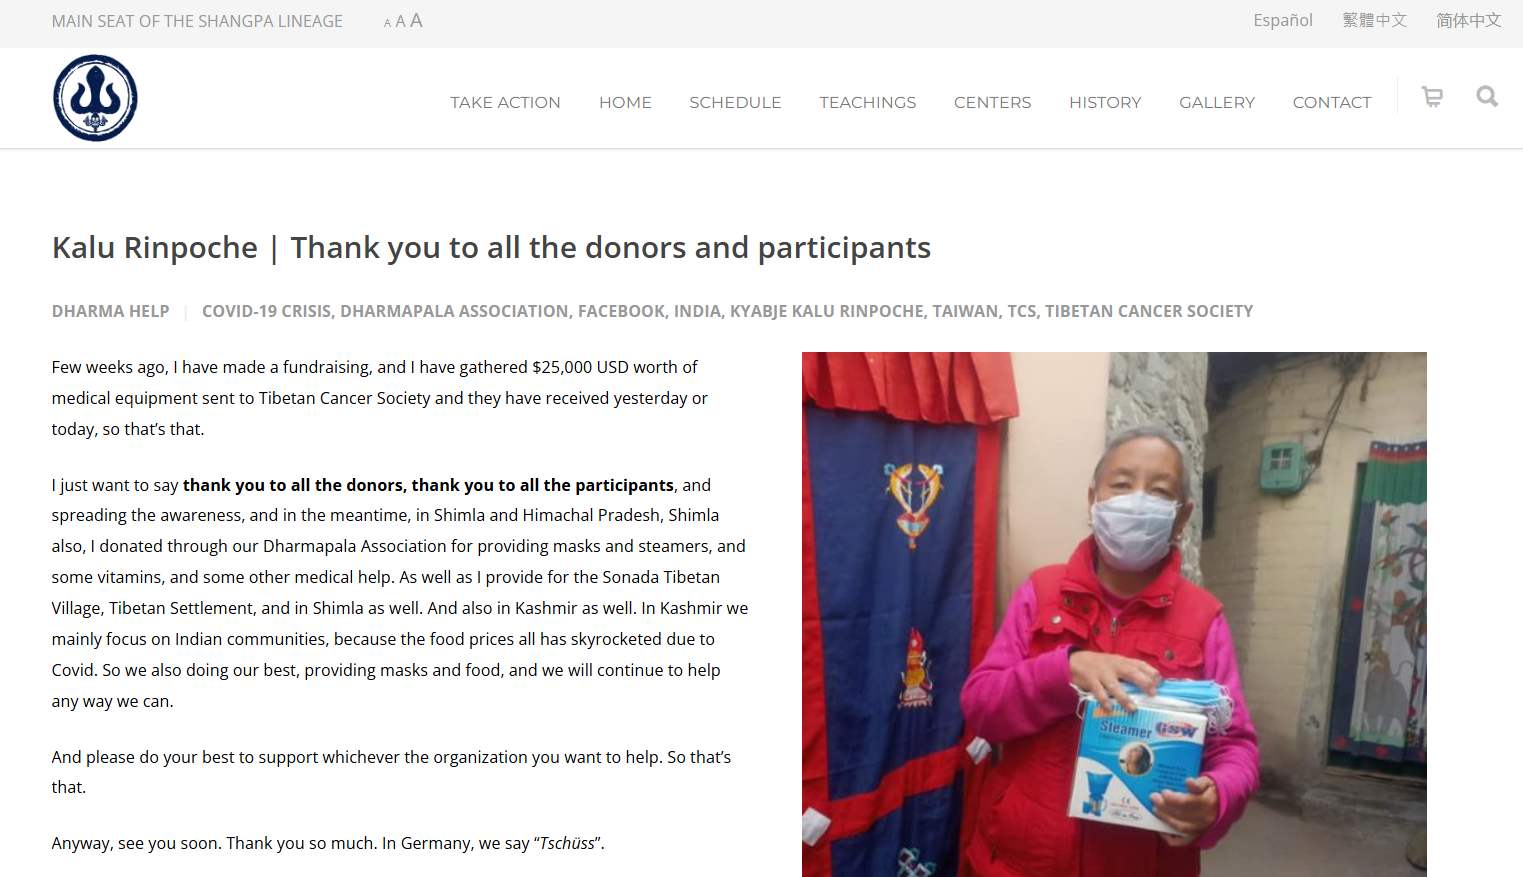 MAIN SEAT OF THE SHANGPA LINEAGE A A A Español 繁體中文 简体中文
TAKE ACTION HOME SCHEDULE TEACHINGS CENTERS HISTORY GALLERY CONTACT
Kalu Rinpoche | Thank you to all the donors and participants
DHARMA HELP | COVID-19 CRISIS, DHARMAPALA ASSOCIATION, FACEBOOK, INDIA, KYABJE KALU RINPOCHE, TAIWAN, TCS, TIBETAN CANCER SOCIETY
Few weeks ago, I have made a fundraising, and I have gathered $25,000 USD worth of
medical equipment sent to Tibetan Cancer Society and they have received yesterday or
today, so that’s that.
I just want to say thank you to all the donors, thank you to all the participants, and
spreading the awareness, and in the meantime, in Shimla and Himachal Pradesh, Shimla
also, I donated through our Dharmapala Association for providing masks and steamers, and
some vitamins, and some other medical help. As well as I provide for the Sonada Tibetan
Village, Tibetan Settlement, and in Shimla as well. And also in Kashmir as well. In Kashmir we
mainly focus on Indian communities, because the food prices all has skyrocketed due to
Covid. So we also doing our best, providing masks and food, and we will continue to help
any way we can.
And please do your best to support whichever the organization you want to help. So that’s
that.
Anyway, see you soon. Thank you so much. In Germany, we say “Tschüss”.
Steamer GSW
CE